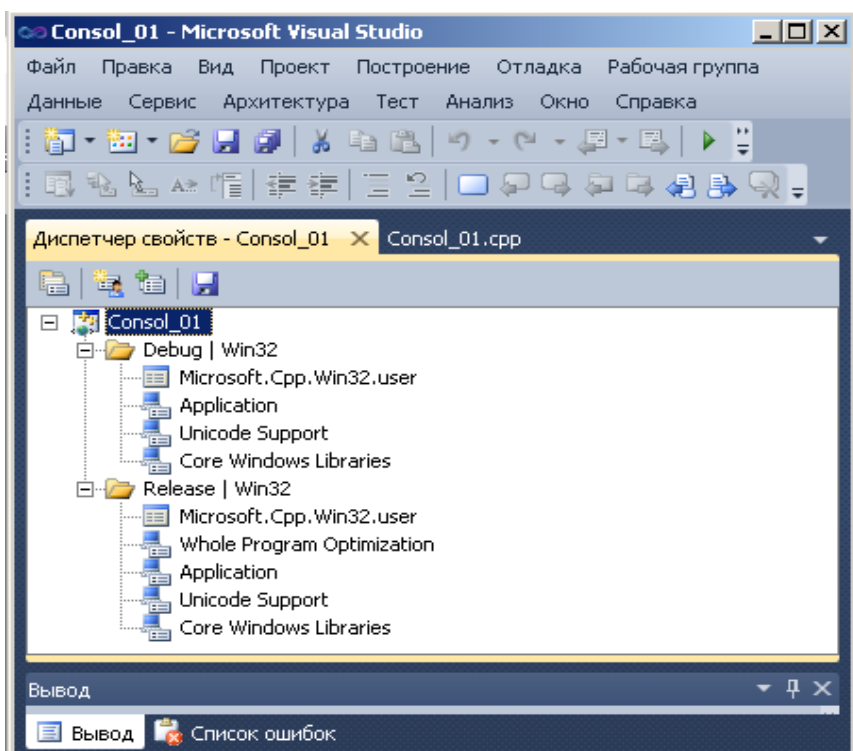 Consol_01 - Microsoft Visual Studio
Файл Правка Вид Проект Построение Отладка Рабочая группа
Данные Сервис Архитектура Тест Анализ Окно Справка
Диспетчер свойств - Consol_01 Consol_01.cpp
Consol_01
Debug | Win32
Microsoft.Cpp.Win32.user
Application
Unicode Support
Core Windows Libraries
Release | Win32
Microsoft.Cpp.Win32.user
Whole Program Optimization
Application
Unicode Support
Core Windows Libraries
Вывод
Вывод Список ошибок